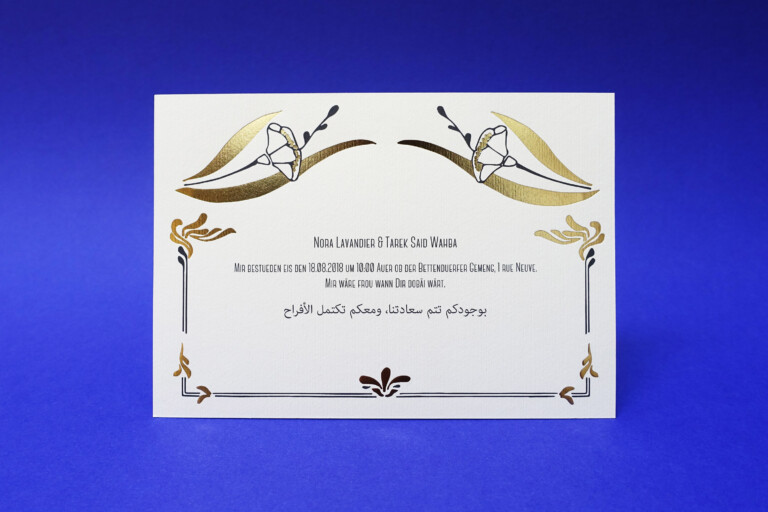 Nora Lavandier & Tarek Said Wahba
Mir bestueden eis den 18.08.2018 um 10:00 Auer ob der Bettenduerfer Gemeng, 1 rue Neuve.
Mir wäre frou wann Dir dobäi wärt.
بوجودكم تتم سعادتنا، ومعكم تكتمل الأفراح